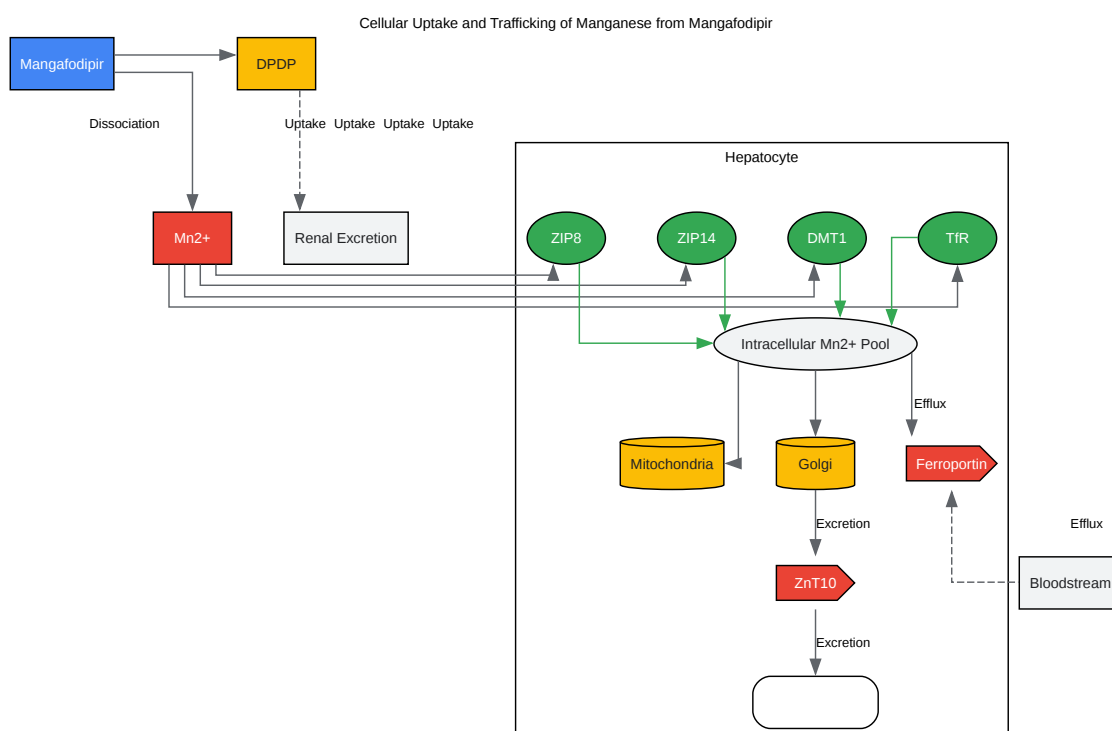 Cellular Uptake and Trafficking of Manganese from Mangafodipir
Mangafodipir
DPDP
Dissociation
Uptake Uptake Uptake Uptake
Hepatocyte
Mn2+
Renal Excretion
ZIP8
ZIP14
DMT1
TfR
Intracellular Mn2+ Pool
Efflux
Mitochondria
Golgi
Ferroportin
Excretion
Efflux
ZnT10
Bloodstream
Excretion